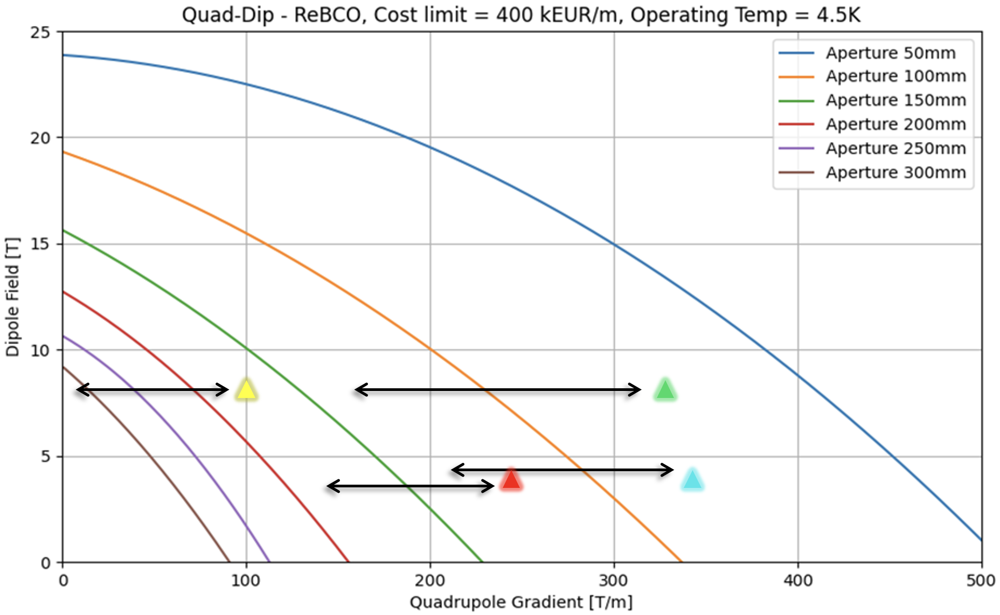 Quad-Dip - ReBCO, Cost limit = 400 kEUR/m, Operating Temp = 4.5K
25
20
15
10
5
0
Dipole Field [T]
Aperture 50mm
Aperture 100mm
Aperture 150mm
Aperture 200mm
Aperture 250mm
Aperture 300mm
0 100 200 300 400 500
Quadrupole Gradient [T/m]